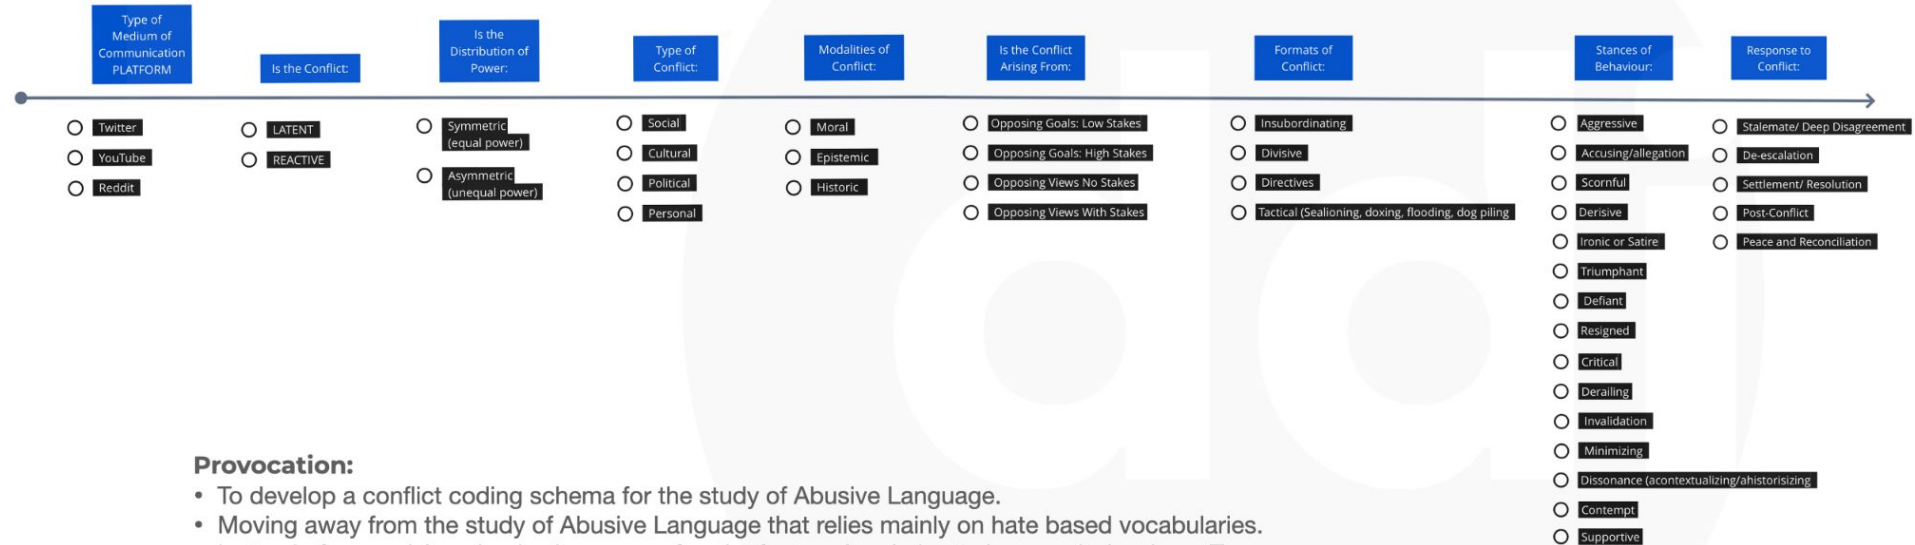 Type of
Medium of
Communication
PLATFORM
Twitter
YouTube
Reddit
Is the Conflict:
LATENT
REACTIVE
Is the
Distribution of
Power:
Symmetric
(equal power)
Asymmetric
(unequal power)
Type of
Conflict:
Social
Cultural
Political
Personal
Modalities of
Conflict:
Moral
Epistemic
Historic
Is the Conflict
Arising From:
Opposing Goals: Low Stakes
Opposing Goals: High Stakes
Opposing Views No Stakes
Opposing Views With Stakes
Formats of
Conflict:
Insubordinating
Divisive
Directives
Tactical (Sealioning, doxing, flooding, dog piling
Stances of
Behaviour:
Aggressive
Accusing/allegation
Scornful
Derisive
Ironic or Satire
Triumphant
Defiant
Resigned
Critical
Derailing
Invalidation
Minimizing
Dissonance (acontextualizing/ahistorisizing
Contempt
Supportive
Response to
Conflict:
Stalemate/ Deep Disagreement
De-escalation
Settlement/ Resolution
Post-Conflict
Peace and Reconciliation
Provocation:
• To develop a conflict coding schema for the study of Abusive Language.
• Moving away from the study of Abusive Language that relies mainly on hate based vocabularies.
ddi